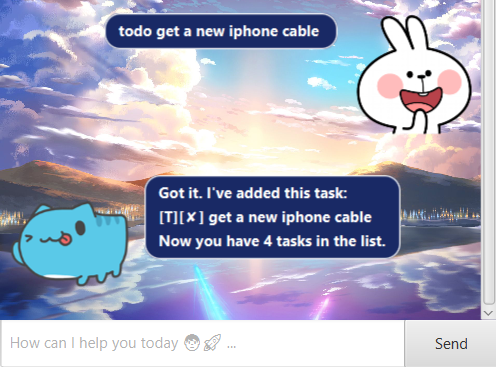 todo get a new iphone cable
Got it. I've added this task:
[T][✘] get a new iphone cable
Now you have 4 tasks in the list.
How can I help you today 👨‍🚀 ...
Send